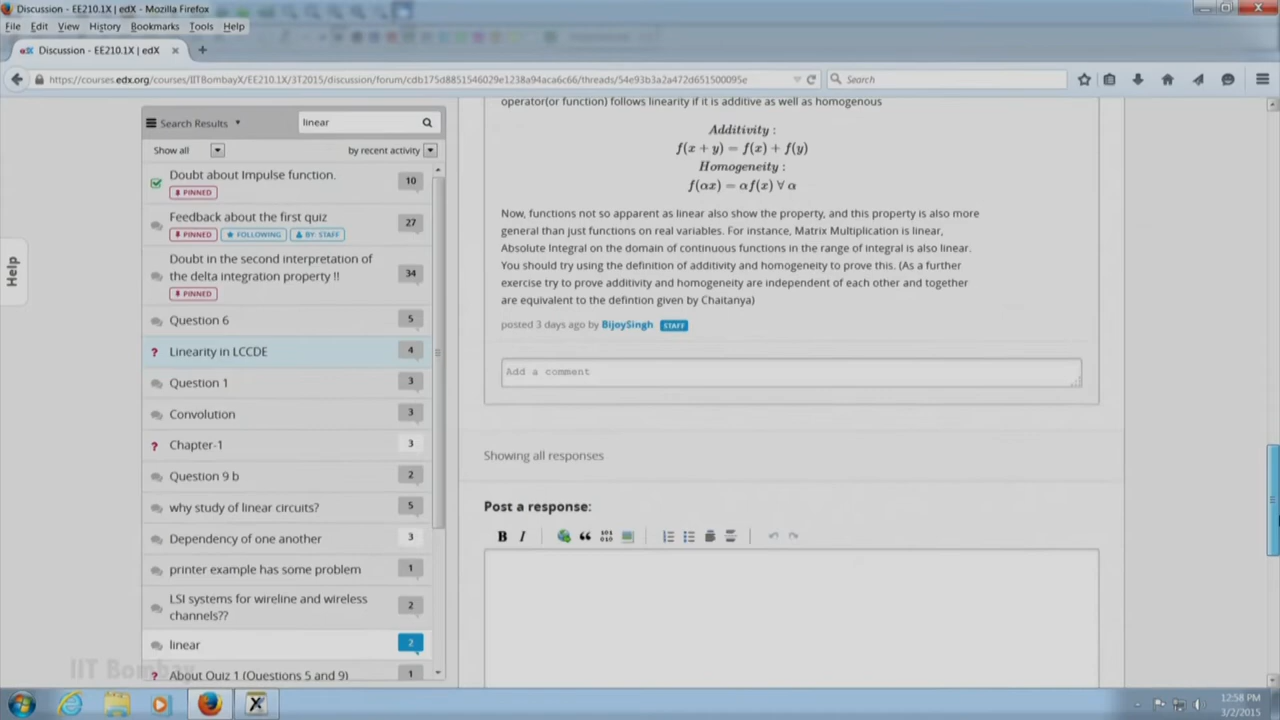 Discussion - EE210.1X | edX - Mozilla Firefox
File Edit View History Bookmarks Tools Help
edX Discussion - EE210.1X | edX
https://courses.edx.org/courses/IITBombayX/EE210.1X/3T2015/discussion/forum/cdb175d8851546029e1238a94aca6c66/threads/54e93b3a2a472d651500095e
Search
Help
Search Results
linear
Show all
by recent activity
Doubt about Impulse function.
10
PINNED
Feedback about the first quiz
27
PINNED
FOLLOWING
BY: STAFF
Doubt in the second interpretation of
the delta integration property !!
34
PINNED
Question 6
5
Linearity in LCCDE
4
Question 1
3
Convolution
3
Chapter-1
3
Question 9 b
2
why study of linear circuits?
5
Dependency of one another
3
printer example has some problem
1
LSI systems for wireline and wireless
channels??
2
linear
2
About Quiz 1 (Questions 5 and 9)
1
operator(or function) follows linearity if it is additive as well as homogenous
Additivity :
f(x + y) = f(x) + f(y)
Homogeneity :
f(αx) = αf(x) ∀ α
Now, functions not so apparent as linear also show the property, and this property is also more
general than just functions on real variables. For instance, Matrix Multiplication is linear,
Absolute Integral on the domain of continuous functions in the range of integral is also linear.
You should try using the definition of additivity and homogeneity to prove this. (As a further
exercise try to prove additivity and homogeneity are independent of each other and together
are equivalent to the defintion given by Chaitanya)
posted 3 days ago by BijoySingh STAFF
Add a comment
Showing all responses
Post a response:
B I
IIT Bombay
12:58 PM
3/2/2015